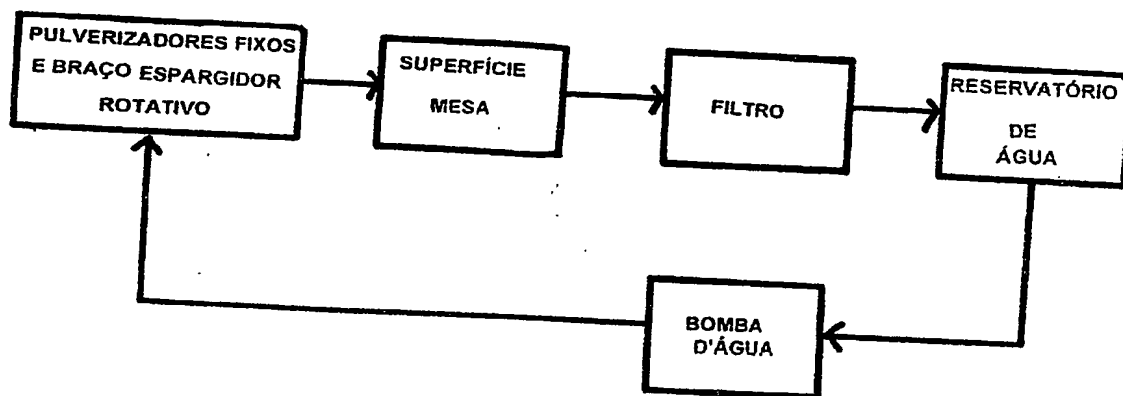 PULVERIZADORES FIXOS
E BRAÇO ESPARGIDOR
ROTATIVO
SUPERFÍCIE
MESA
FILTRO
RESERVATÓRIO
DE
ÁGUA
BOMBA
D'ÁGUA